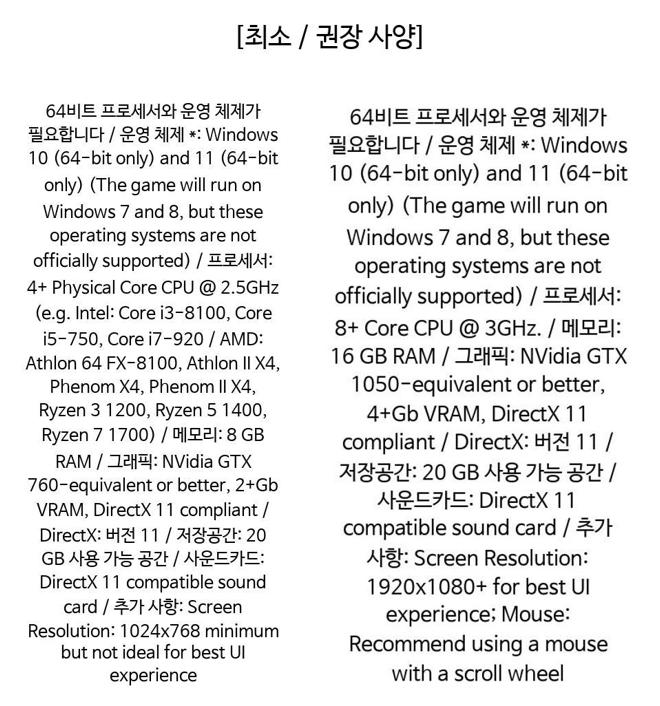 [최소 / 권장 사양]
64비트 프로세서와 운영 체제가
필요합니다 / 운영 체제 *: Windows
10 (64-bit only) and 11 (64-bit
only) (The game will run on
Windows 7 and 8, but these
operating systems are not
officially supported) / 프로세서:
4+ Physical Core CPU @ 2.5GHz
(e.g. Intel: Core i3-8100, Core
i5-750, Core i7-920 / AMD:
Athlon 64 FX-8100, Athlon II X4,
Phenom X4, Phenom II X4,
Ryzen 3 1200, Ryzen 5 1400,
Ryzen 7 1700) / 메모리: 8 GB
RAM / 그래픽: NVidia GTX
760-equivalent or better, 2+Gb
VRAM, DirectX 11 compliant /
DirectX: 버전 11 / 저장공간: 20
GB 사용 가능 공간 / 사운드카드:
DirectX 11 compatible sound
card / 추가 사항: Screen
Resolution: 1024x768 minimum
but not ideal for best UI
experience
64비트 프로세서와 운영 체제가
필요합니다 / 운영 체제 *: Windows
10 (64-bit only) and 11 (64-bit
only) (The game will run on
Windows 7 and 8, but these
operating systems are not
officially supported) / 프로세서:
8+ Core CPU @ 3GHz. / 메모리:
16 GB RAM / 그래픽: NVidia GTX
1050-equivalent or better,
4+Gb VRAM, DirectX 11
compliant / DirectX: 버전 11 /
저장공간: 20 GB 사용 가능 공간 /
사운드카드: DirectX 11
compatible sound card / 추가
사항: Screen Resolution:
1920x1080+ for best UI
experience; Mouse:
Recommend using a mouse
with a scroll wheel